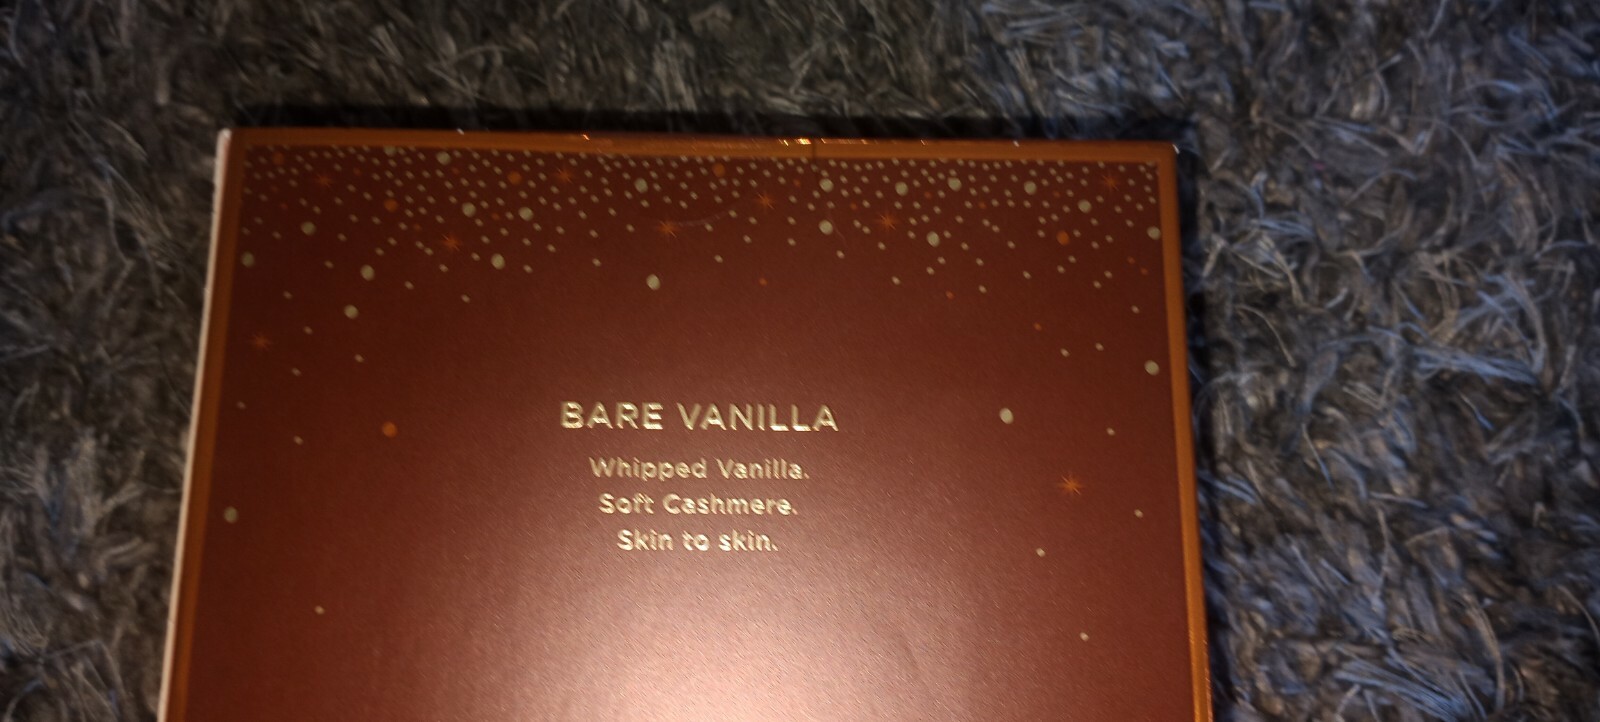 BARE VANILLA
Whipped Vanilla.
Soft Cashmere.
Skin to skin.